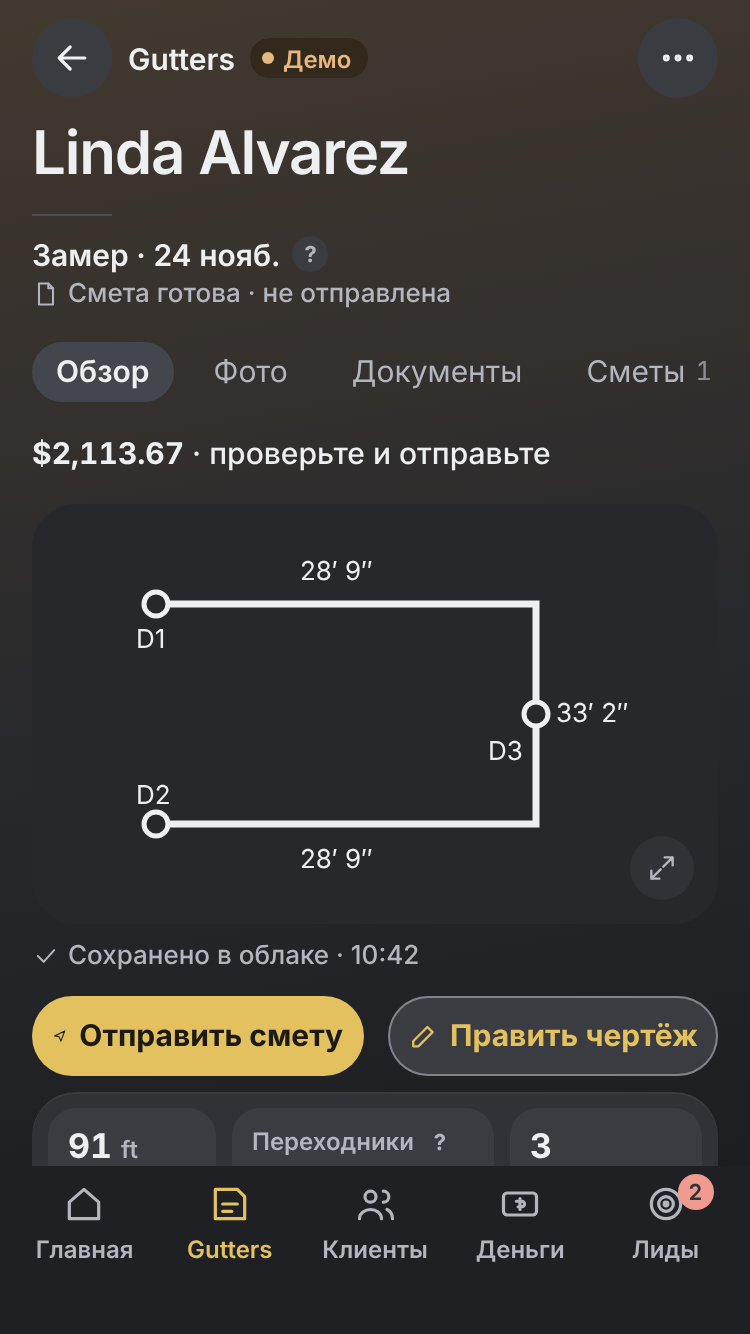 Gutters
Демо
Linda Alvarez
Замер · 24 нояб. ?
Смета готова · не отправлена
Обзор Фото Документы Сметы 1
$2,113.67 · проверьте и отправьте
28′ 9″
D1
33′ 2″
D3
D2
28′ 9″
Сохранено в облаке · 10:42
Отправить смету Править чертёж
91 ft Переходники ? 3
2
Главная Gutters Клиенты Деньги Лиды